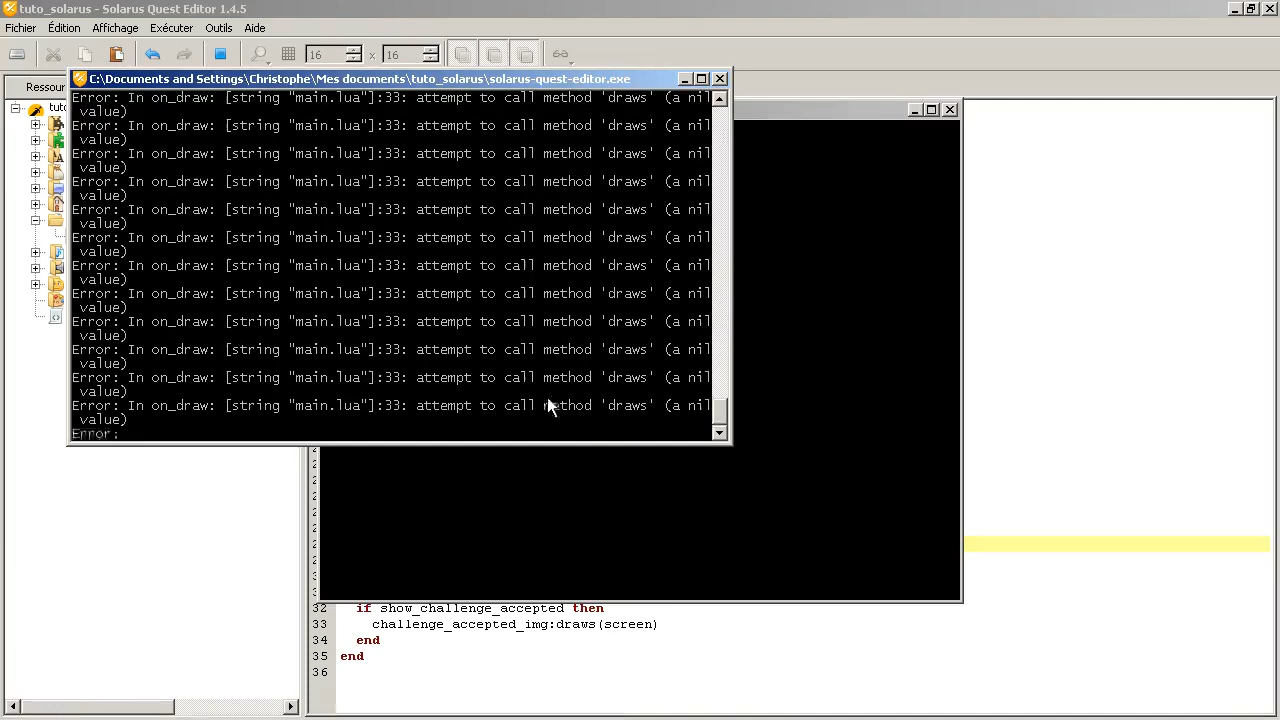 tuto_solarus - Solarus Quest Editor 1.4.5
Fichier Édition Affichage Exécuter Outils Aide
16 x 16
C:\Documents and Settings\Christophe\Mes documents\tuto_solarus\solarus-quest-editor.exe
Ressour
tuto
Error: In on_draw: [string "main.lua"]:33: attempt to call method 'draws' (a nil
value)
Error: In on_draw: [string "main.lua"]:33: attempt to call method 'draws' (a nil
value)
Error: In on_draw: [string "main.lua"]:33: attempt to call method 'draws' (a nil
value)
Error: In on_draw: [string "main.lua"]:33: attempt to call method 'draws' (a nil
value)
Error: In on_draw: [string "main.lua"]:33: attempt to call method 'draws' (a nil
value)
Error: In on_draw: [string "main.lua"]:33: attempt to call method 'draws' (a nil
value)
Error: In on_draw: [string "main.lua"]:33: attempt to call method 'draws' (a nil
value)
Error: In on_draw: [string "main.lua"]:33: attempt to call method 'draws' (a nil
value)
Error: In on_draw: [string "main.lua"]:33: attempt to call method 'draws' (a nil
value)
Error: In on_draw: [string "main.lua"]:33: attempt to call method 'draws' (a nil
value)
Error: In on_draw: [string "main.lua"]:33: attempt to call method 'draws' (a nil
value)
Error: In on_draw: [string "main.lua"]:33: attempt to call method 'draws' (a nil
value)
Error:
32 if show_challenge_accepted then
33 challenge_accepted_img:draws(screen)
34 end
35 end
36